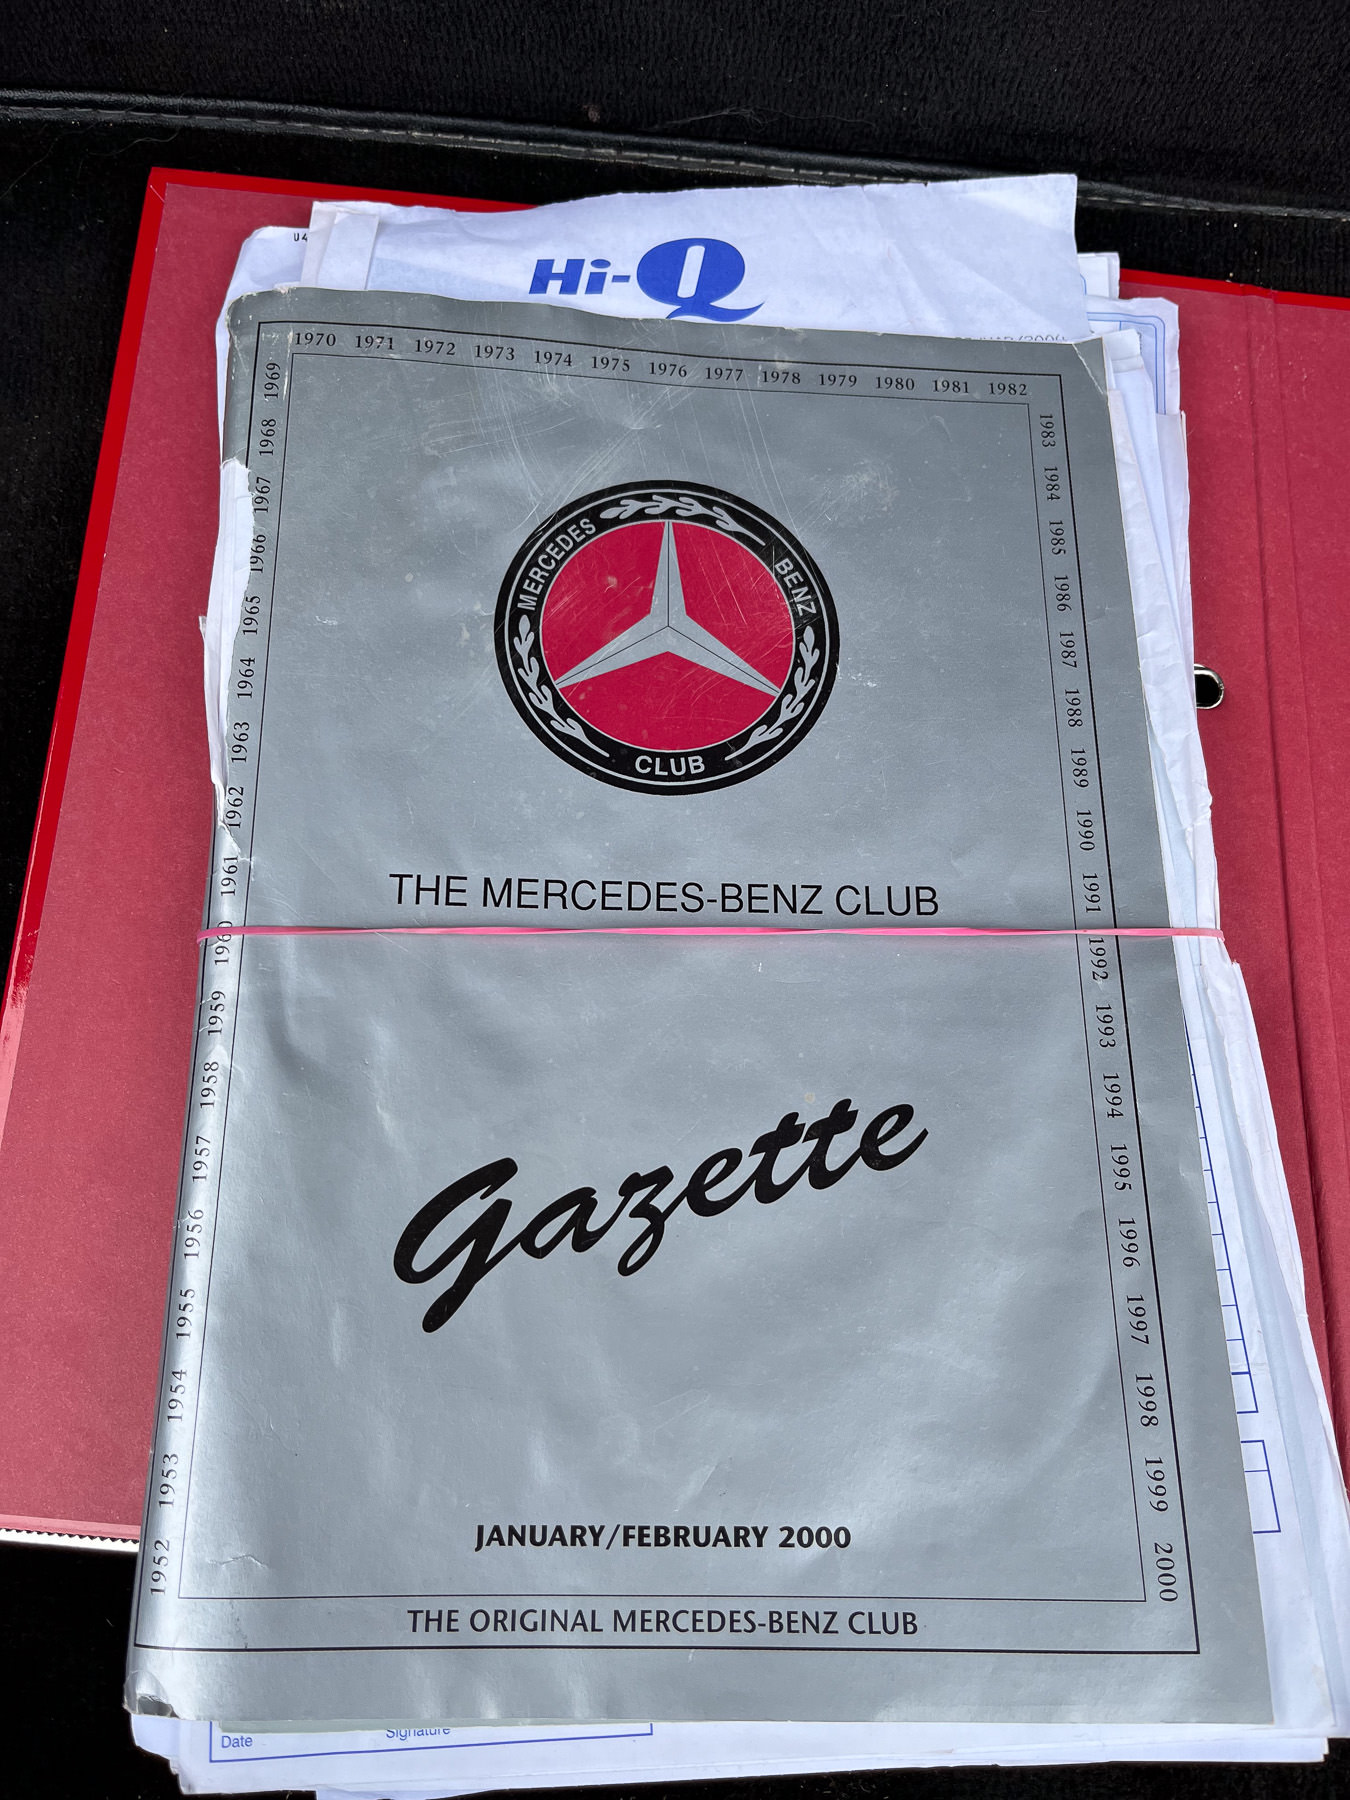 U4
Hi-Q
1970 1971 1972 1973 1974 1975 1976 1977 1978 1979 1980 1981 1982
1983 1984 1985 1986 1987 1988 1989 1990 1991 1992 1993 1994 1995 1996 1997 1998 1999 2000
1952 1953 1954 1955 1956 1957 1958 1959 1960 1961 1962 1963 1964 1965 1966 1967 1968 1969
MERCEDES BENZ
CLUB
THE MERCEDES-BENZ CLUB
Gazette
JANUARY/FEBRUARY 2000
THE ORIGINAL MERCEDES-BENZ CLUB
Date Signature